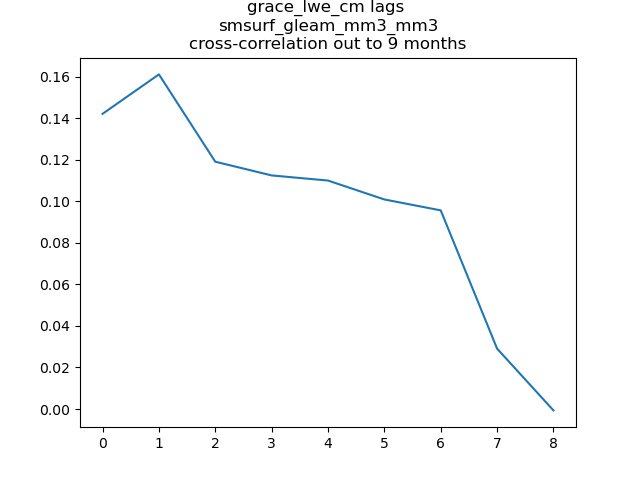 grace_lwe_cm lags
smsurf_gleam_mm3_mm3
cross-correlation out to 9 months
0.16
0.14
0.12
0.10
0.08
0.06
0.04
0.02
0.00
0 1 2 3 4 5 6 7 8